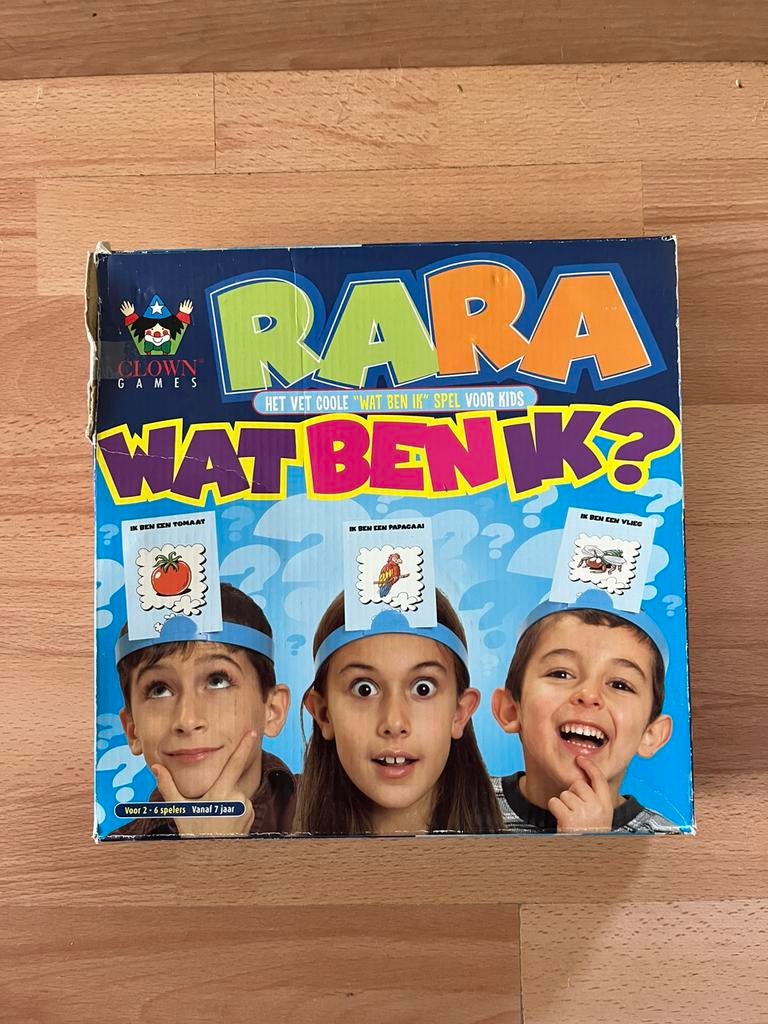 RARA
CLOWN®
GAMES
HET VET COOLE "WAT BEN IK" SPEL VOOR KIDS
WAT BEN IK?
IK BEN EEN TOMAAT
IK BEN EEN PAPAGAAI
IK BEN EEN VLIEG
Voor 2 - 6 spelers Vanaf 7 jaar